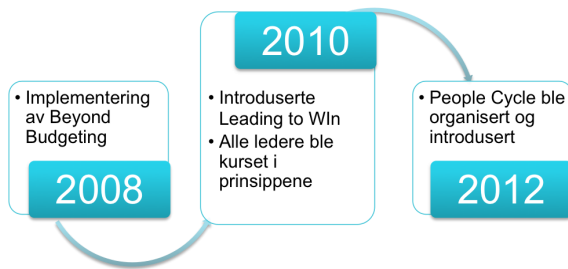 • Implementering
av Beyond
Budgeting
2008
2010
• Introduserte
Leading to WIn
• Alle ledere ble
kurset i
prinsippene
• People Cycle ble
organisert og
introdusert
2012